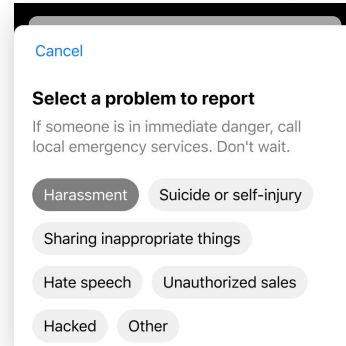 Cancel
Select a problem to report
If someone is in immediate danger, call
local emergency services. Don't wait.
Harassment Suicide or self-injury
Sharing inappropriate things
Hate speech Unauthorized sales
Hacked Other